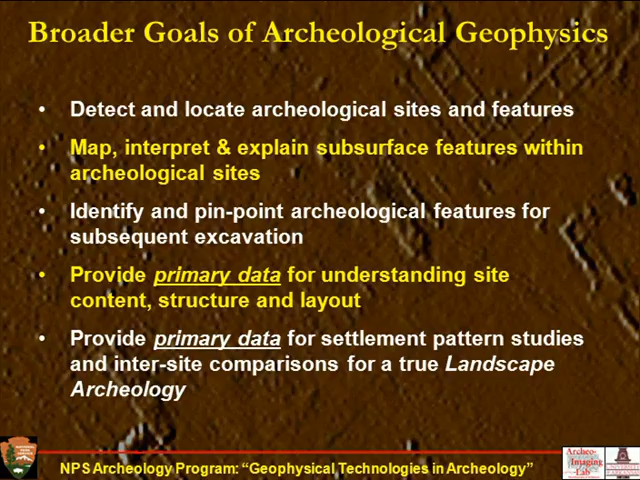 Broader Goals of Archeological Geophysics
• Detect and locate archeological sites and features
• Map, interpret & explain subsurface features within
archeological sites
• Identify and pin-point archeological features for
subsequent excavation
• Provide primary data for understanding site
content, structure and layout
• Provide primary data for settlement pattern studies
and inter-site comparisons for a true Landscape
Archeology
NPS Archeology Program: “Geophysical Technologies in Archeology”
Archeo-
Imaging
Lab